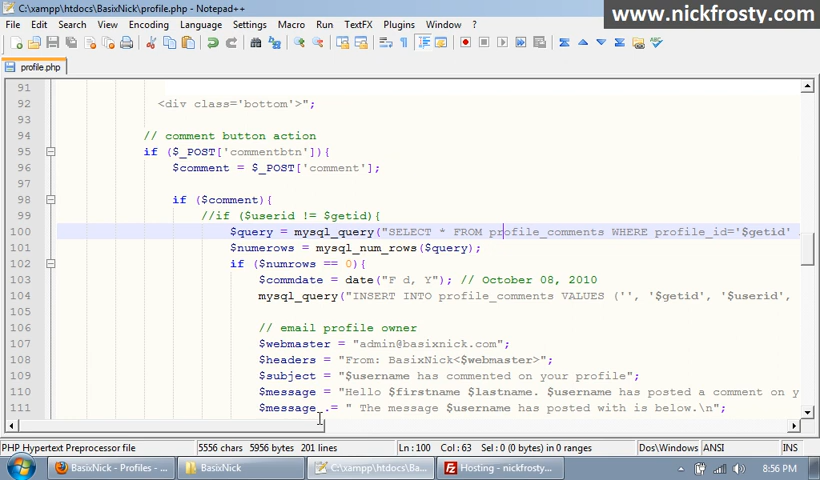 C:\xampp\htdocs\BasixNick\profile.php - Notepad++
www.nickfrosty.com
File Edit Search View Encoding Language Settings Macro Run TextFX Plugins Window ?
profile.php
91
92 <div class='bottom'>";
93
94 // comment button action
95 if ($_POST['commentbtn']){
96 $comment = $_POST['comment'];
97
98 if ($comment){
99 //if ($userid != $getid){
100 $query = mysql_query("SELECT * FROM profile_comments WHERE profile_id='$getid'
101 $numerows = mysql_num_rows($query);
102 if ($numrows == 0){
103 $commdate = date("F d, Y"); // October 08, 2010
104 mysql_query("INSERT INTO profile_comments VALUES ('', '$getid', '$userid',
105
106 // email profile owner
107 $webmaster = "admin@basixnick.com";
108 $headers = "From: BasixNick<$webmaster>";
109 $subject = "$username has commented on your profile";
110 $message = "Hello $firstname $lastname. $username has posted a comment on y
111 $message .= " The message $username has posted with is below.\n";
PHP Hypertext Preprocessor file 5556 chars 5956 bytes 201 lines Ln : 100 Col : 63 Sel : 0 (0 bytes) in 0 ranges Dos\Windows ANSI INS
BasixNick - Profiles - ... BasixNick C:\xampp\htdocs\Ba... Hosting - nickfrosty.... 8:56 PM